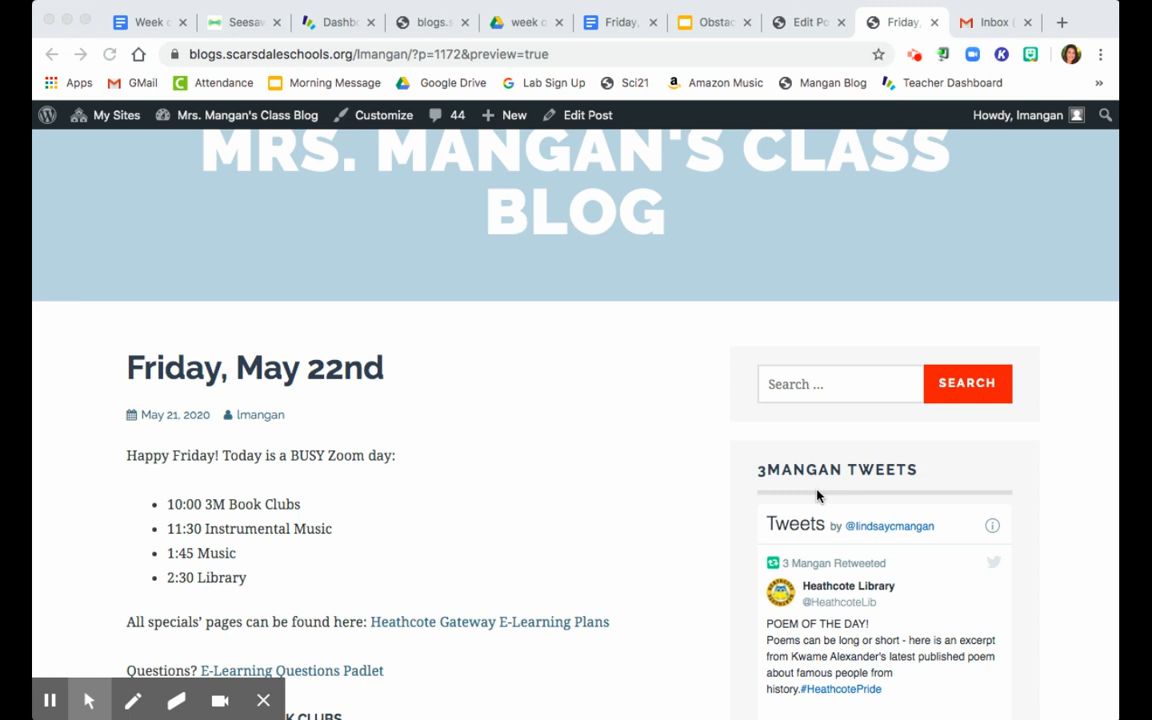 Week o
Seesaw
Dashb
blogs.s
week o
Friday,
Obstac
Edit Po
Friday,
Inbox (
blogs.scarsdaleschools.org/lmangan/?p=1172&preview=true
Apps
GMail
Attendance
Morning Message
Google Drive
Lab Sign Up
Sci21
Amazon Music
Mangan Blog
Teacher Dashboard
»
My Sites
Mrs. Mangan's Class Blog
Customize
44
New
Edit Post
Howdy, lmangan
MRS. MANGAN'S CLASS
BLOG
Friday, May 22nd
May 21, 2020 lmangan
Happy Friday! Today is a BUSY Zoom day:
• 10:00 3M Book Clubs
• 11:30 Instrumental Music
• 1:45 Music
• 2:30 Library
All specials' pages can be found here: Heathcote Gateway E-Learning Plans
Questions? E-Learning Questions Padlet
K CLUBS
Search ...
SEARCH
3MANGAN TWEETS
Tweets by @lindsaycmangan
3 Mangan Retweeted
Heathcote Library
@HeathcoteLib
POEM OF THE DAY!
Poems can be long or short - here is an excerpt
from Kwame Alexander's latest published poem
about famous people from
history.#HeathcotePride